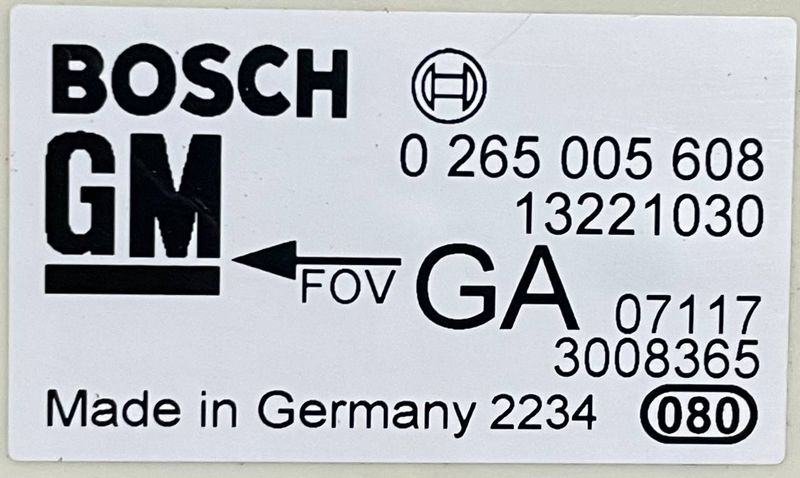 BOSCH
GM
0 265 005 608
13221030
FOV
GA
07117
3008365
Made in Germany 2234
080